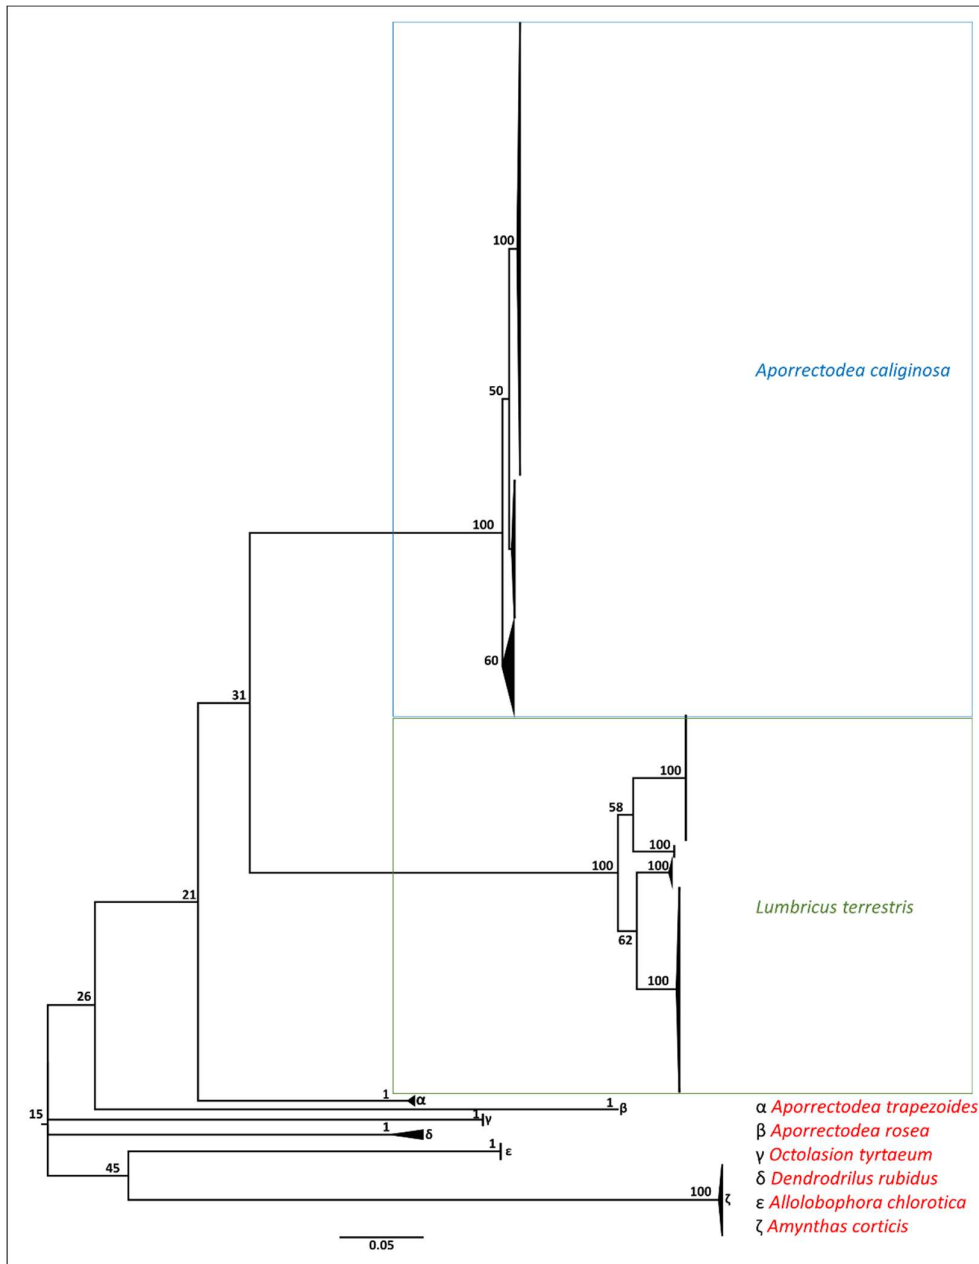 100
50
Aporrectodea caliginosa
100
60
31
100
58
100
100
100
21
Lumbricus terrestris
62
100
26
1 α
1 β
α Aporrectodea trapezoides
15
1 γ
β Aporrectodea rosea
1 δ
γ Octolasion tyrtaeum
1 ε
45
δ Dendrodrilus rubidus
100 ζ
ε Allolobophora chlorotica
ζ Amynthas corticis
0.05